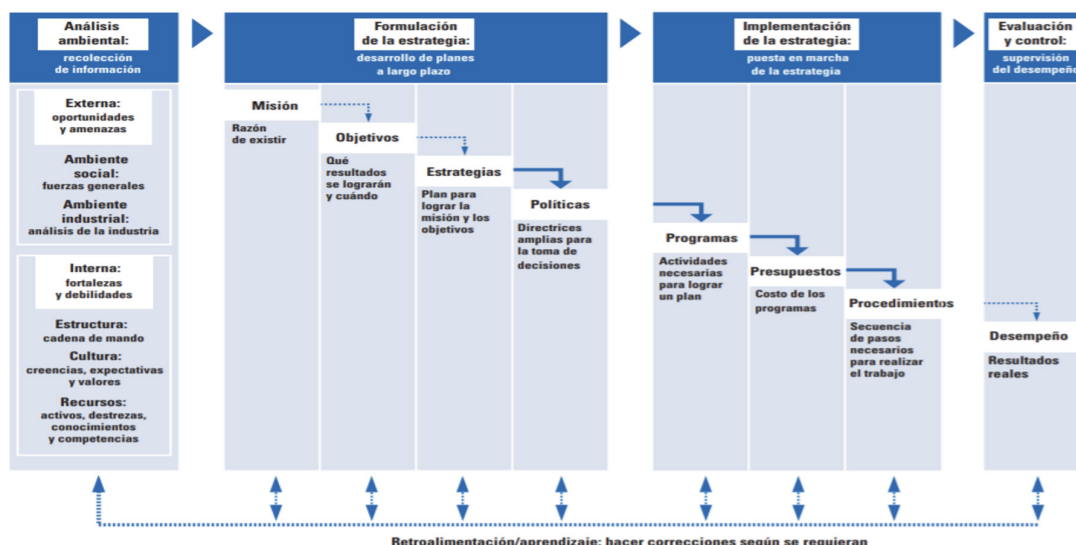 Análisis
ambiental:
recolección
de información
Externa:
oportunidades
y amenazas
Ambiente
social:
fuerzas generales
Ambiente
industrial:
análisis de la industria
Interna:
fortalezas
y debilidades
Estructura:
cadena de mando
Cultura:
creencias, expectativas
y valores
Recursos:
activos, destrezas,
conocimientos
y competencias
Formulación
de la estrategia:
desarrollo de planes
a largo plazo
Misión
Razón
de existir
Objetivos
Qué
resultados
se lograrán
y cuándo
Estrategias
Plan para
lograr la
misión y los
objetivos
Políticas
Directrices
amplias para
la toma de
decisiones
Implementación
de la estrategia:
puesta en marcha
de la estrategia
Programas
Actividades
necesarias
para lograr
un plan
Presupuestos
Costo de los
programas
Procedimientos
Secuencia
de pasos
necesarios
para realizar
el trabajo
Evaluación
y control:
supervisión
del desempeño
Desempeño
Resultados
reales
Retroalimentación/aprendizaje: hacer correcciones según se requieran